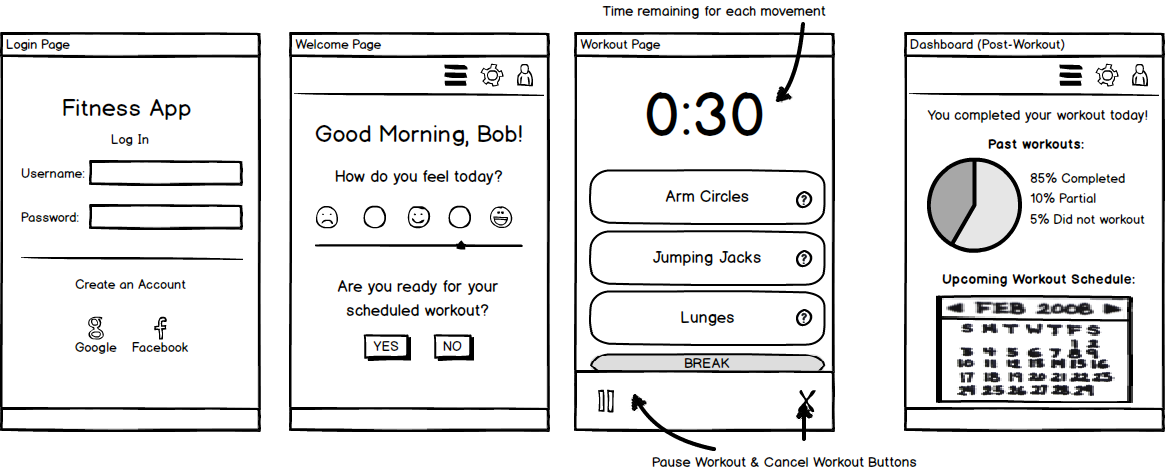 Time remaining for each movement
Login Page
Fitness App
Log In
Username:
Password:
Create an Account
Google Facebook
Welcome Page
Good Morning, Bob!
How do you feel today?
Are you ready for your
scheduled workout?
YES NO
Workout Page
0:30
Arm Circles ?
Jumping Jacks ?
Lunges ?
BREAK
Pause Workout & Cancel Workout Buttons
Dashboard (Post-Workout)
You completed your workout today!
Past workouts:
85% Completed
10% Partial
5% Did not workout
Upcoming Workout Schedule:
FEB 2008
S M T W T F S
1 2
3 4 5 6 7 8 9
10 11 12 13 14 15 16
17 18 19 20 21 22 23
24 25 26 27 28 29